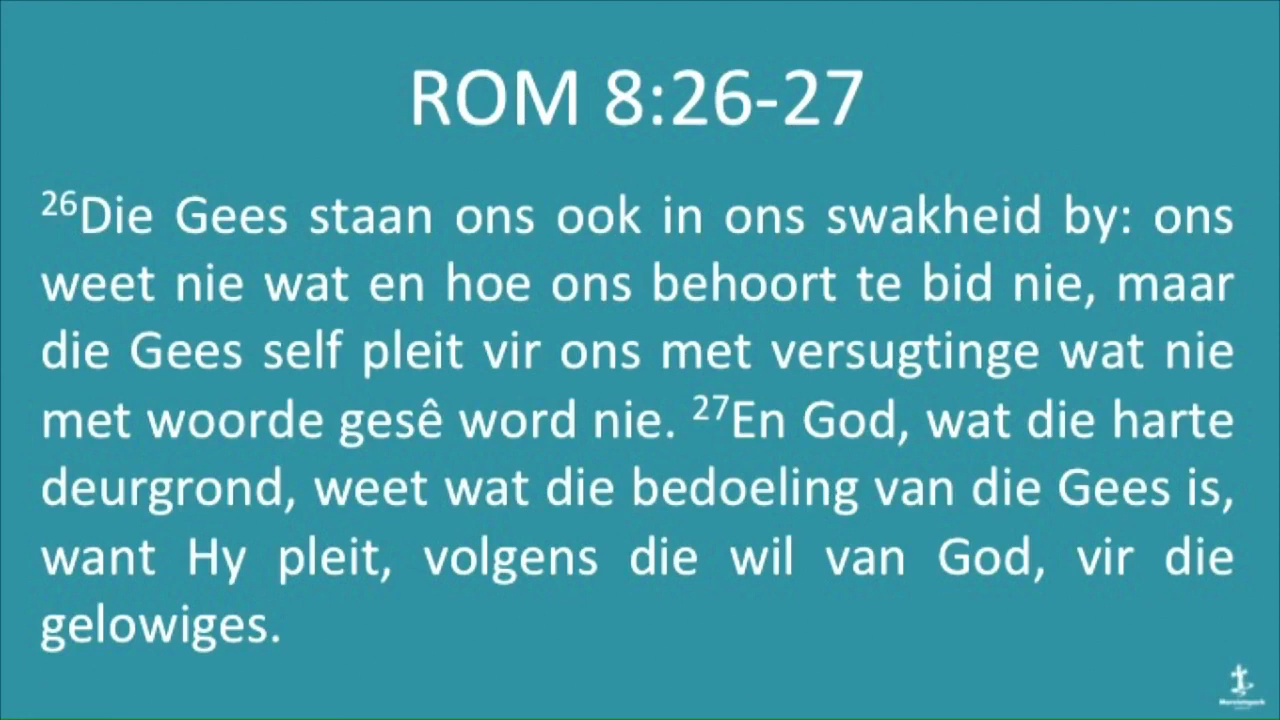 ROM 8:26-27
²⁶Die Gees staan ons ook in ons swakheid by: ons
weet nie wat en hoe ons behoort te bid nie, maar
die Gees self pleit vir ons met versugtinge wat nie
met woorde gesê word nie. ²⁷En God, wat die harte
deurgrond, weet wat die bedoeling van die Gees is,
want Hy pleit, volgens die wil van God, vir die
gelowiges.